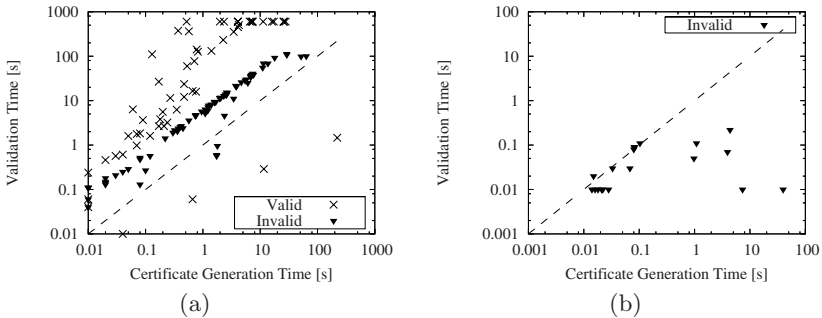 1000
100
10
1
0.1
0.01
Validation Time [s]
0.01 0.1 1 10 100 1000
Certificate Generation Time [s]
Valid
Invalid
(a)
100
10
1
0.1
0.01
0.001
Validation Time [s]
0.001 0.01 0.1 1 10 100
Certificate Generation Time [s]
Invalid
(b)